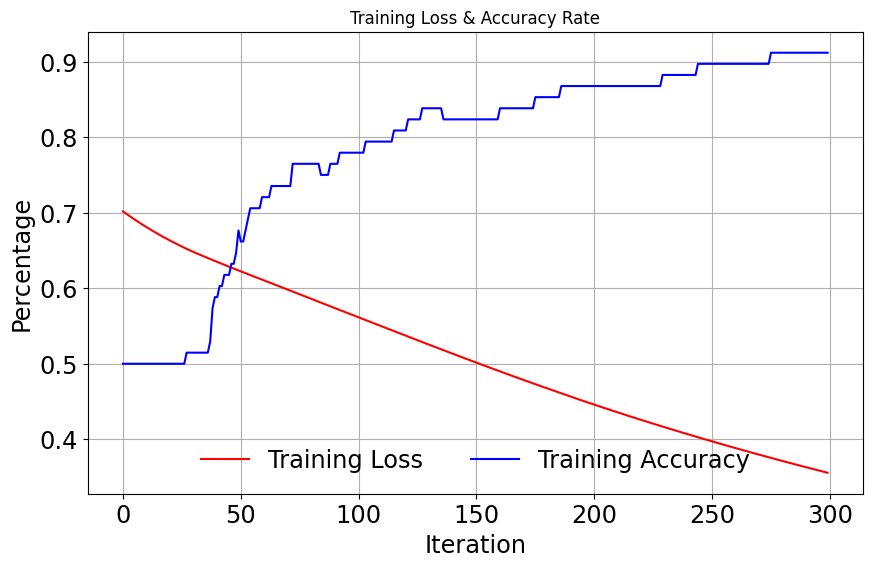 Training Loss & Accuracy Rate
Percentage
0.9
0.8
0.7
0.6
0.5
0.4
Training Loss
Training Accuracy
0
50
100
150
200
250
300
Iteration